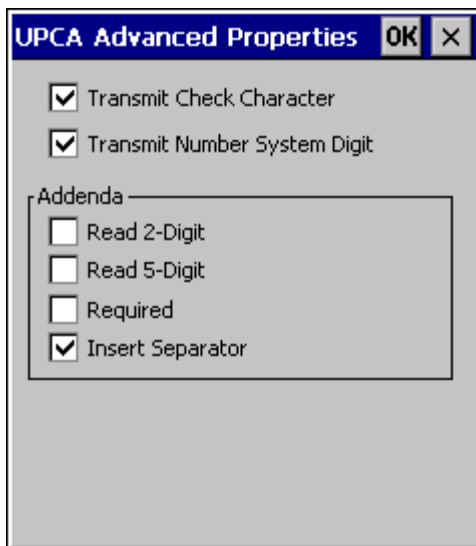 UPCA Advanced Properties OK ×
Transmit Check Character
Transmit Number System Digit
Addenda
Read 2-Digit
Read 5-Digit
Required
Insert Separator